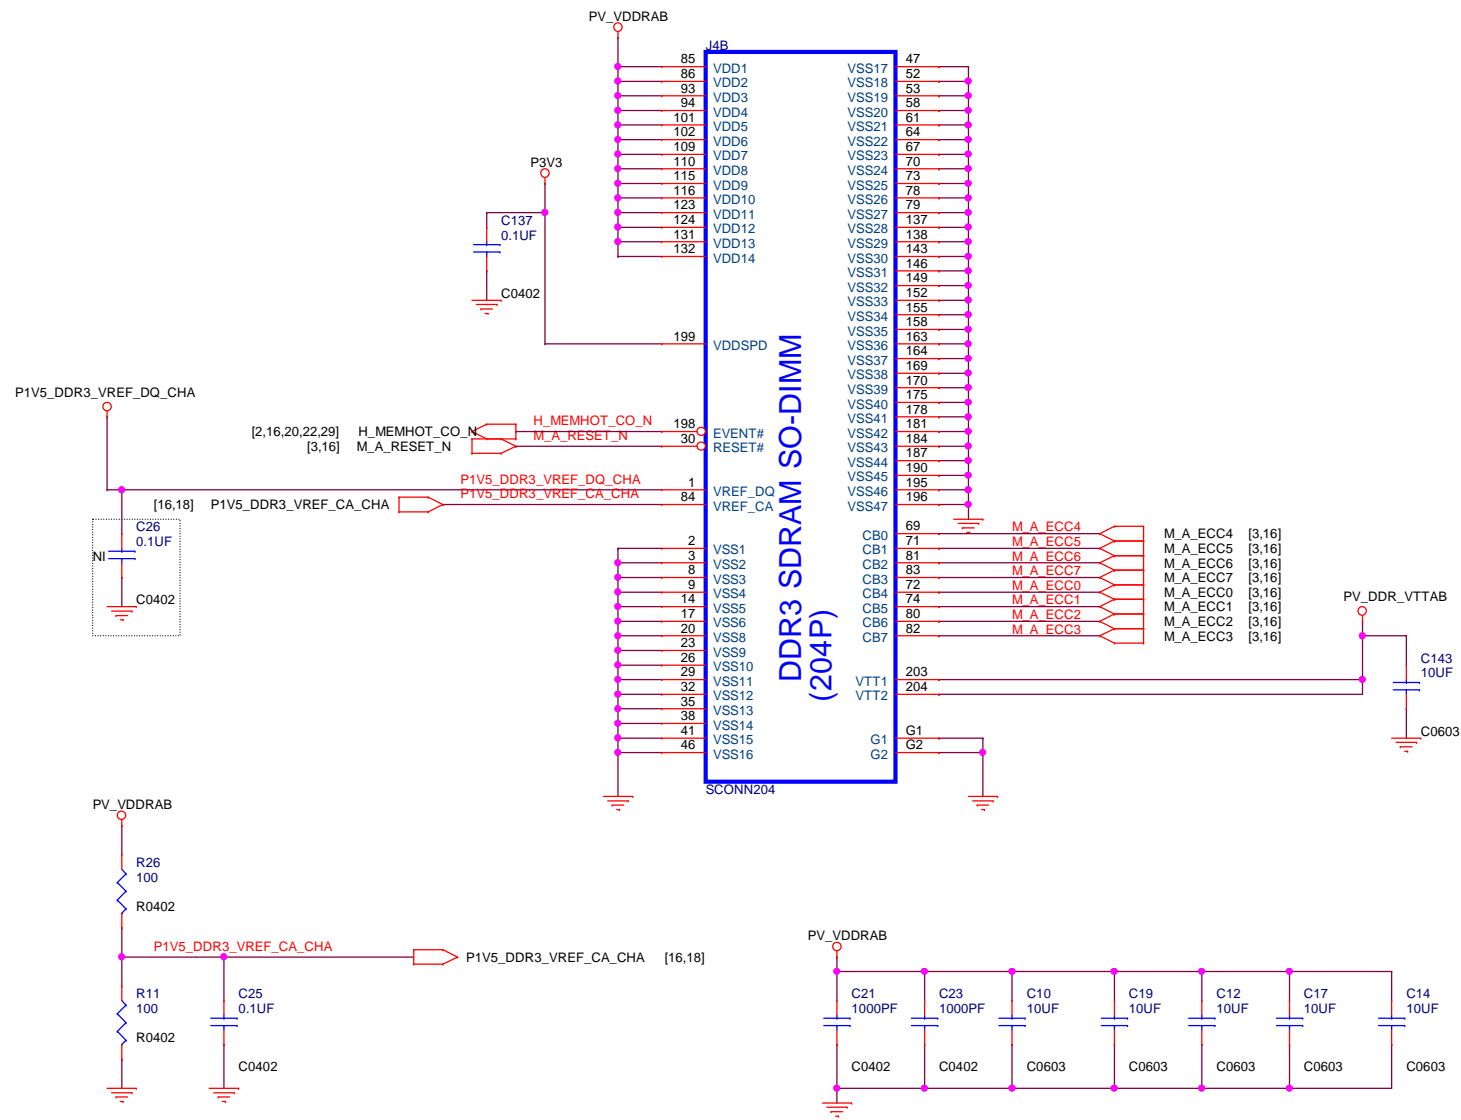 PV_VDDRAB
J4B
85 VDD1
86 VDD2
93 VDD3
94 VDD4
101 VDD5
102 VDD6
109 VDD7
110 VDD8
115 VDD9
116 VDD10
123 VDD11
124 VDD12
131 VDD13
132 VDD14
P3V3
C137
0.1UF
C0402
199 VDDSPD
P1V5_DDR3_VREF_DQ_CHA
[2,16,20,22,29] H_MEMHOT_CO_N H_MEMHOT_CO_N 198 EVENT#
[3,16] M_A_RESET_N M_A_RESET_N 30 RESET#
P1V5_DDR3_VREF_DQ_CHA 1 VREF_DQ
[16,18] P1V5_DDR3_VREF_CA_CHA P1V5_DDR3_VREF_CA_CHA 84 VREF_CA
C26
0.1UF
NI
C0402
2 VSS1
3 VSS2
8 VSS3
9 VSS4
14 VSS5
17 VSS6
20 VSS8
23 VSS9
26 VSS10
29 VSS11
32 VSS12
35 VSS13
38 VSS14
41 VSS15
46 VSS16
DDR3 SDRAM SO-DIMM
(204P)
SCONN204
VSS17 47
VSS18 52
VSS19 53
VSS20 58
VSS21 61
VSS22 64
VSS23 67
VSS24 70
VSS25 73
VSS26 78
VSS27 79
VSS28 137
VSS29 138
VSS30 143
VSS31 146
VSS32 149
VSS33 152
VSS34 155
VSS35 158
VSS36 163
VSS37 164
VSS38 169
VSS39 170
VSS40 175
VSS41 178
VSS42 181
VSS43 184
VSS44 187
VSS45 190
VSS46 195
VSS47 196
CB0 69 M_A_ECC4 M_A_ECC4 [3,16]
CB1 71 M_A_ECC5 M_A_ECC5 [3,16]
CB2 81 M_A_ECC6 M_A_ECC6 [3,16]
CB3 83 M_A_ECC7 M_A_ECC7 [3,16]
CB4 72 M_A_ECC0 M_A_ECC0 [3,16]
CB5 74 M_A_ECC1 M_A_ECC1 [3,16]
CB6 80 M_A_ECC2 M_A_ECC2 [3,16]
CB7 82 M_A_ECC3 M_A_ECC3 [3,16]
VTT1 203
VTT2 204
G1 G1
G2 G2
PV_DDR_VTTAB
C143
10UF
C0603
PV_VDDRAB
R26
100
R0402
P1V5_DDR3_VREF_CA_CHA P1V5_DDR3_VREF_CA_CHA [16,18]
R11
100
R0402
C25
0.1UF
C0402
PV_VDDRAB
C21 C23 C10 C19 C12 C17 C14
1000PF 1000PF 10UF 10UF 10UF 10UF 10UF
C0402 C0402 C0603 C0603 C0603 C0603 C0603